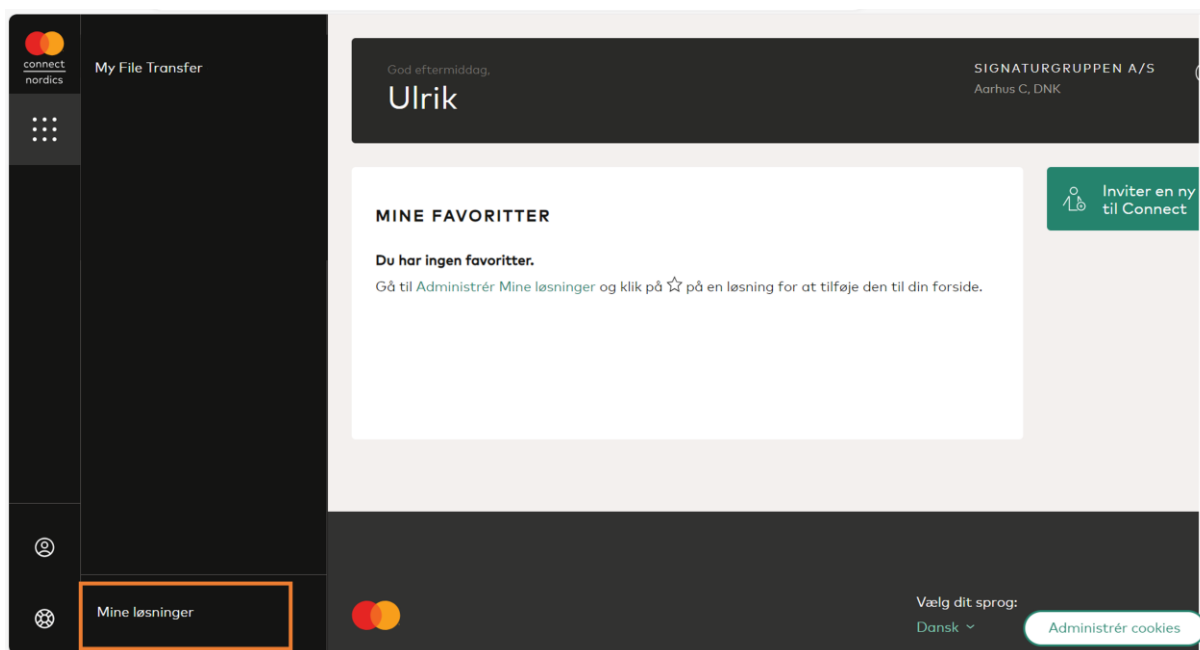 connect
nordics
My File Transfer
God eftermiddag,
Ulrik
SIGNATURGRUPPEN A/S
Aarhus C, DNK
MINE FAVORITTER
Du har ingen favoritter.
Gå til Administrér Mine løsninger og klik på ☆ på en løsning for at tilføje den til din forside.
Inviter en ny
til Connect
Mine løsninger
Vælg dit sprog:
Dansk
Administrér cookies